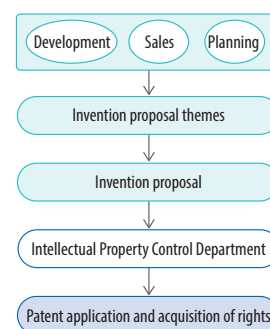 Development Sales Planning
Invention proposal themes
Invention proposal
Intellectual Property Control Department
Patent application and acquisition of rights